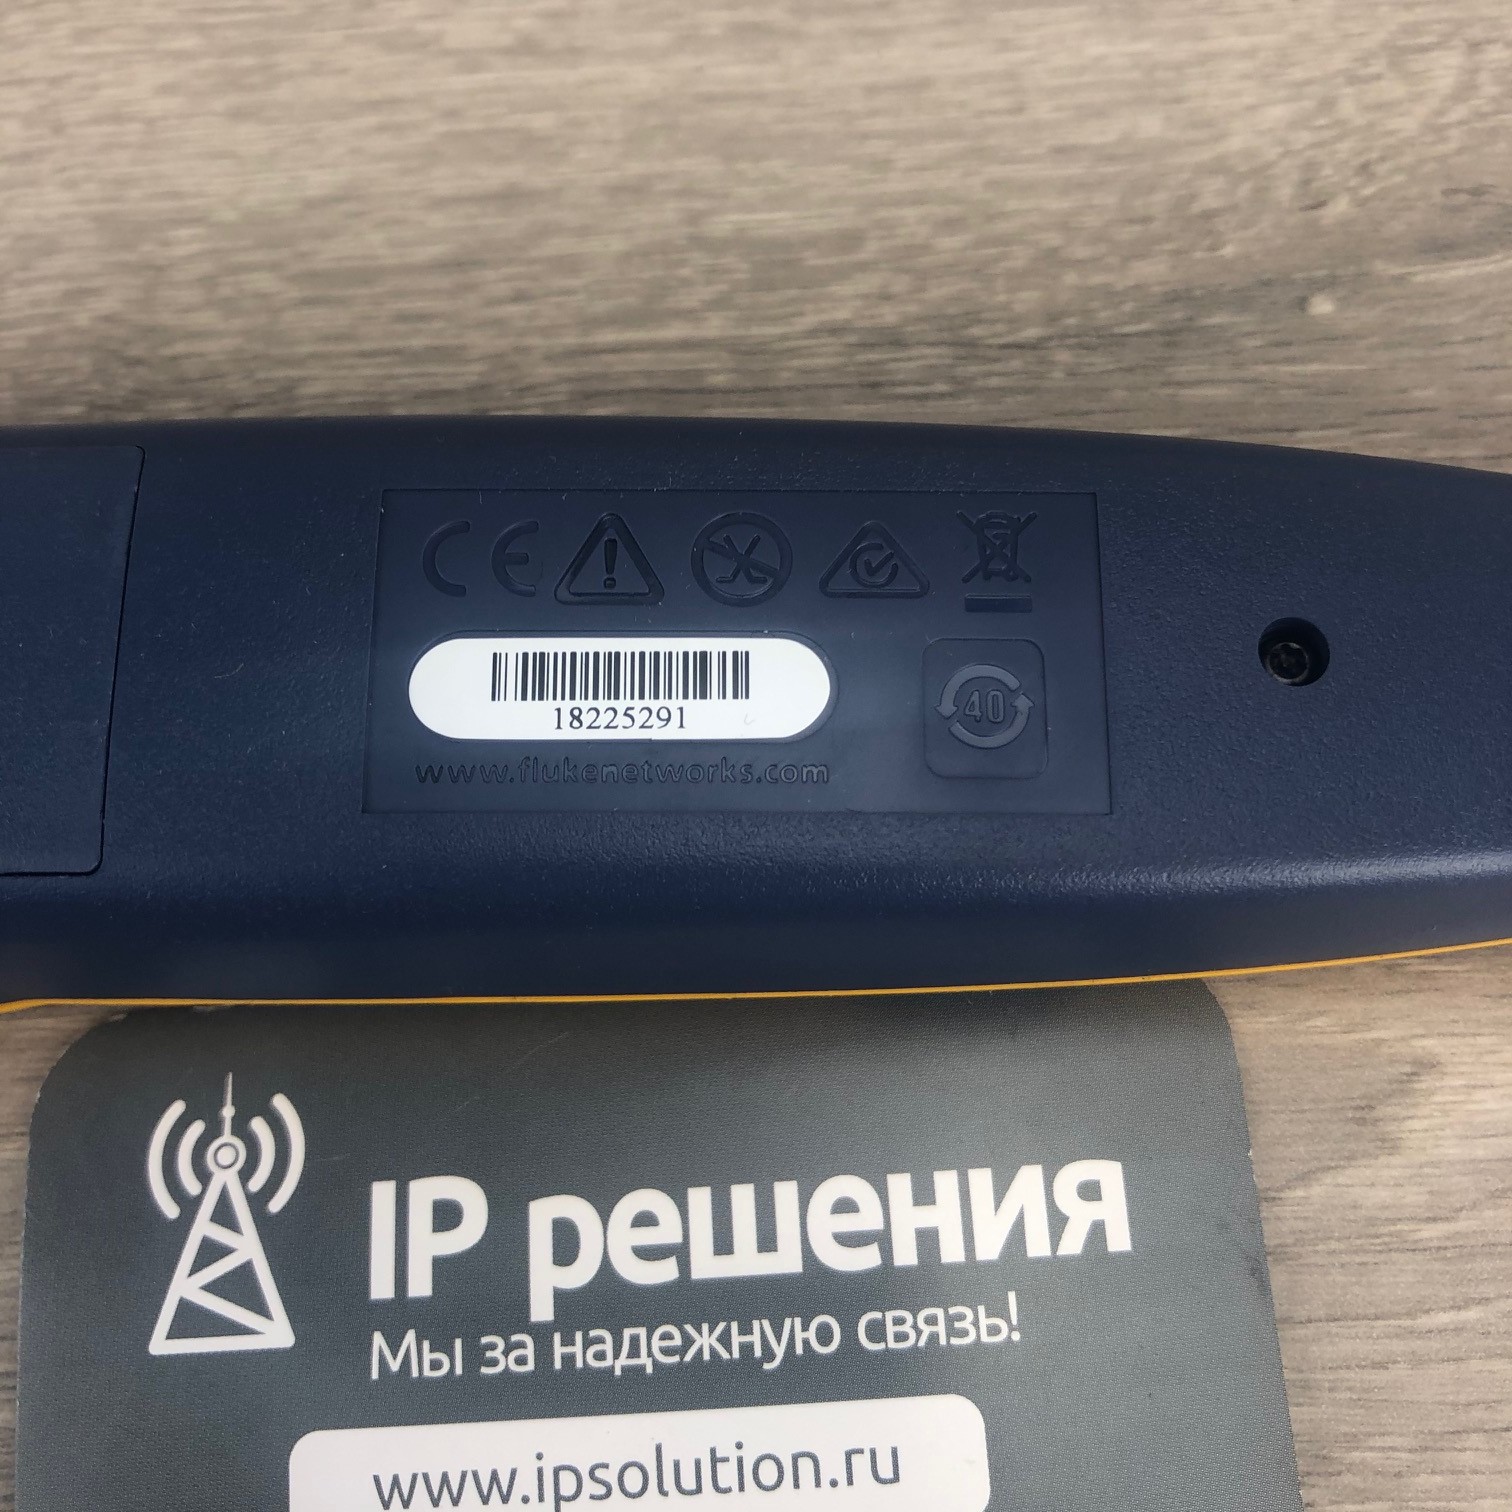 CE
18225291
www.flukenetworks.com
40
IP решения
Мы за надежную связь!
www.ipsolution.ru